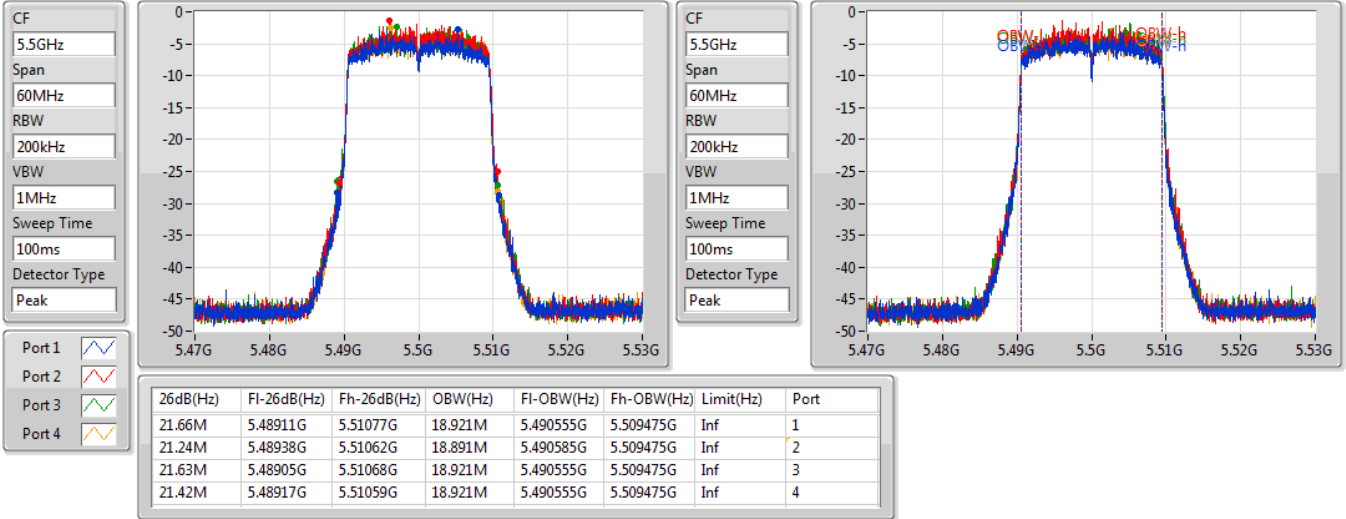 CF
5.5GHz
Span
60MHz
RBW
200kHz
VBW
1MHz
Sweep Time
100ms
Detector Type
Peak
0
-5
-10
-15
-20
-25
-30
-35
-40
-45
-50
5.47G 5.48G 5.49G 5.5G 5.51G 5.52G 5.53G
CF
5.5GHz
Span
60MHz
RBW
200kHz
VBW
1MHz
Sweep Time
100ms
Detector Type
Peak
0
-5
-10
-15
-20
-25
-30
-35
-40
-45
-50
OBW-h
5.47G 5.48G 5.49G 5.5G 5.51G 5.52G 5.53G
Port 1
Port 2
Port 3
Port 4
26dB(Hz) Fl-26dB(Hz) Fh-26dB(Hz) OBW(Hz) Fl-OBW(Hz) Fh-OBW(Hz) Limit(Hz) Port
21.66M 5.48911G 5.51077G 18.921M 5.490555G 5.509475G Inf 1
21.24M 5.48938G 5.51062G 18.891M 5.490585G 5.509475G Inf 2
21.63M 5.48905G 5.51068G 18.921M 5.490555G 5.509475G Inf 3
21.42M 5.48917G 5.51059G 18.921M 5.490555G 5.509475G Inf 4